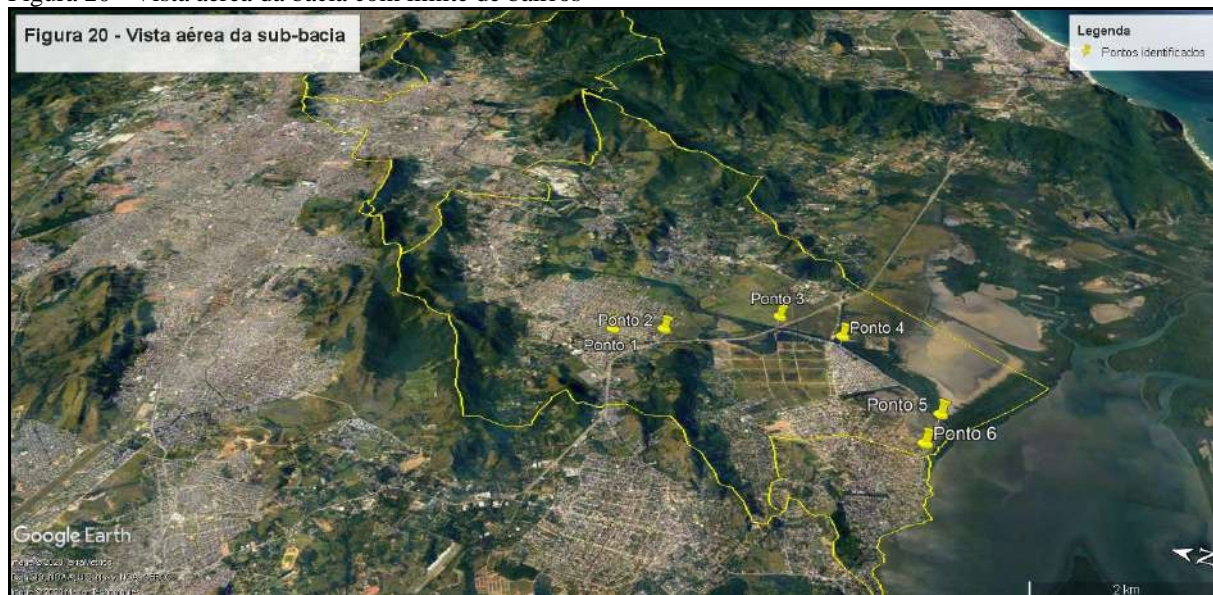 Figura 20 - Vista aérea da sub-bacia
Legenda
Pontos identificados
Ponto 3
Ponto 2
Ponto 4
Ponto 1
Ponto 5
Ponto 6
Google Earth
N
2 km